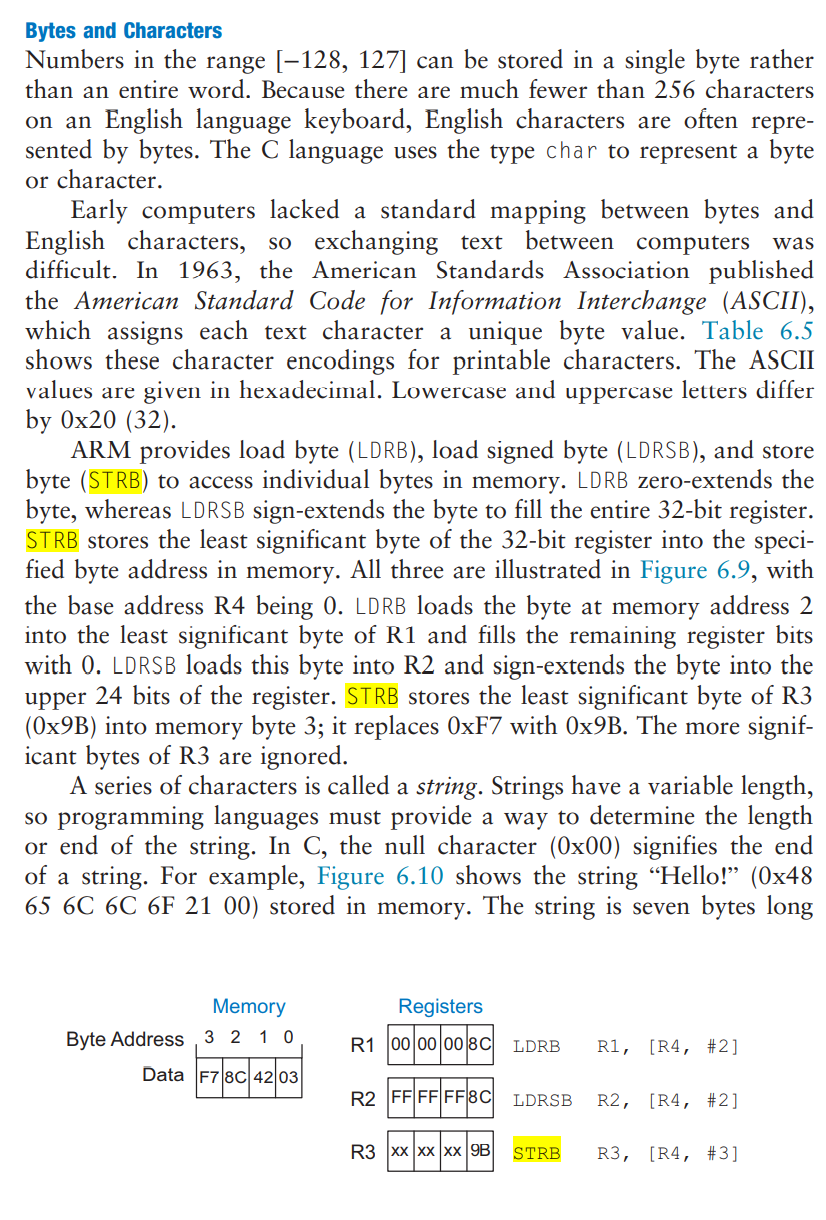 Bytes and Characters
Numbers in the range [−128, 127] can be stored in a single byte rather
than an entire word. Because there are much fewer than 256 characters
on an English language keyboard, English characters are often repre-
sented by bytes. The C language uses the type char to represent a byte
or character.
Early computers lacked a standard mapping between bytes and
English characters, so exchanging text between computers was
difficult. In 1963, the American Standards Association published
the American Standard Code for Information Interchange (ASCII),
which assigns each text character a unique byte value. Table 6.5
shows these character encodings for printable characters. The ASCII
values are given in hexadecimal. Lowercase and uppercase letters differ
by 0x20 (32).
ARM provides load byte (LDRB), load signed byte (LDRSB), and store
byte (STRB) to access individual bytes in memory. LDRB zero-extends the
byte, whereas LDRSB sign-extends the byte to fill the entire 32-bit register.
STRB stores the least significant byte of the 32-bit register into the speci-
fied byte address in memory. All three are illustrated in Figure 6.9, with
the base address R4 being 0. LDRB loads the byte at memory address 2
into the least significant byte of R1 and fills the remaining register bits
with 0. LDRSB loads this byte into R2 and sign-extends the byte into the
upper 24 bits of the register. STRB stores the least significant byte of R3
(0x9B) into memory byte 3; it replaces 0xF7 with 0x9B. The more signif-
icant bytes of R3 are ignored.
A series of characters is called a string. Strings have a variable length,
so programming languages must provide a way to determine the length
or end of the string. In C, the null character (0x00) signifies the end
of a string. For example, Figure 6.10 shows the string “Hello!” (0x48
65 6C 6C 6F 21 00) stored in memory. The string is seven bytes long
Memory
Byte Address 3 2 1 0
Data F7 8C 42 03
Registers
R1 00 00 00 8C LDRB R1, [R4, #2]
R2 FF FF FF 8C LDRSB R2, [R4, #2]
R3 xx xx xx 9B STRB R3, [R4, #3]